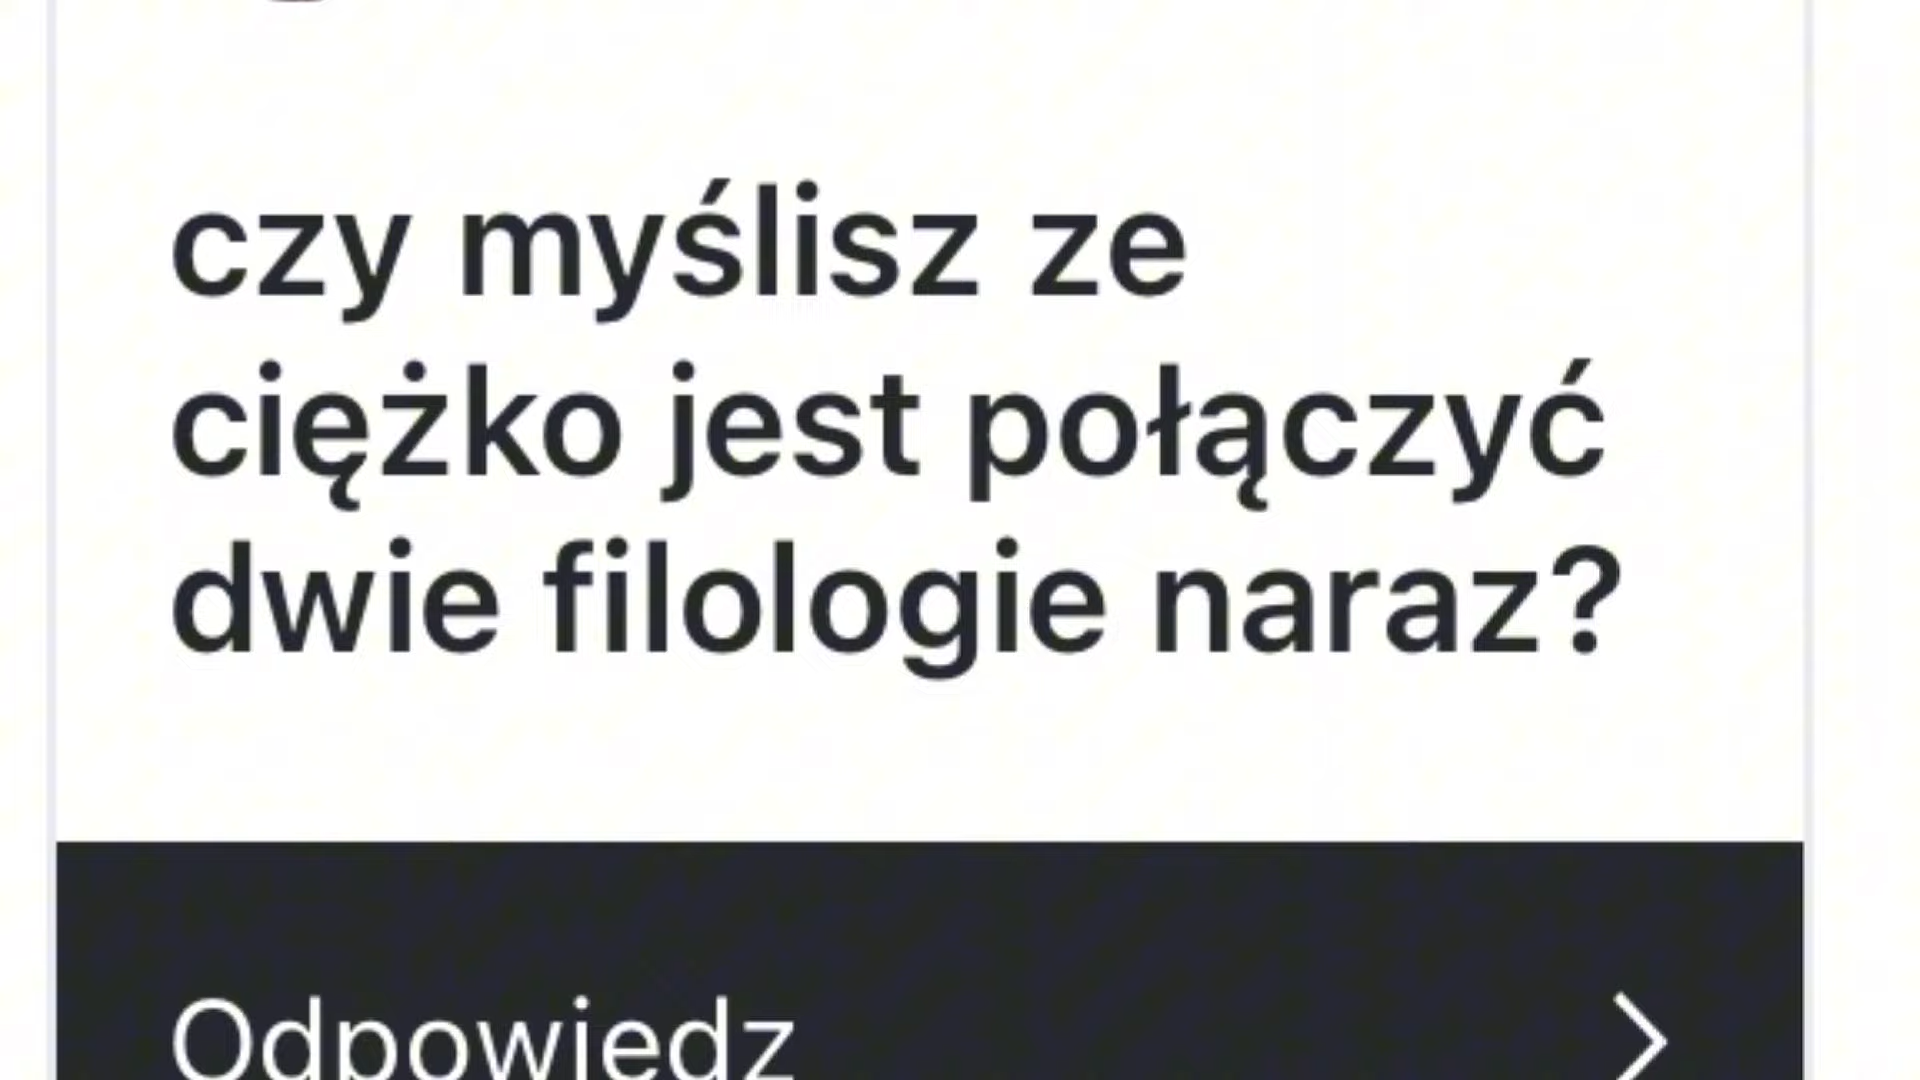 czy myślisz ze
ciężko jest połączyć
dwie filologie naraz?
Odpowiedz